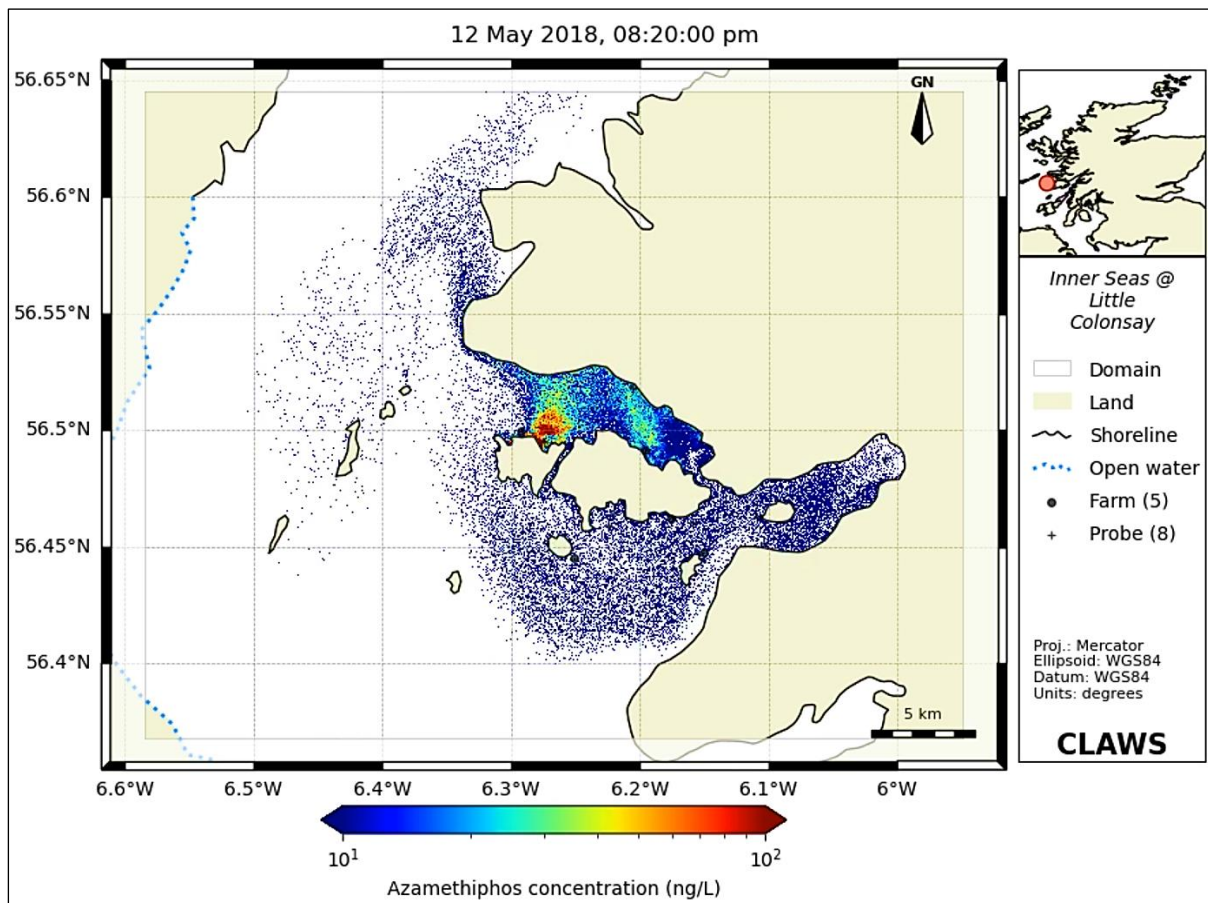 12 May 2018, 08:20:00 pm
56.65°N
56.6°N
56.55°N
56.5°N
56.45°N
56.4°N
6.6°W
6.5°W
6.4°W
6.3°W
6.2°W
6.1°W
6°W
GN
5 km
10¹
10²
Azamethiphos concentration (ng/L)
Inner Seas @
Little
Colonsay
Domain
Land
Shoreline
Open water
Farm (5)
Probe (8)
Proj.: Mercator
Ellipsoid: WGS84
Datum: WGS84
Units: degrees
CLAWS